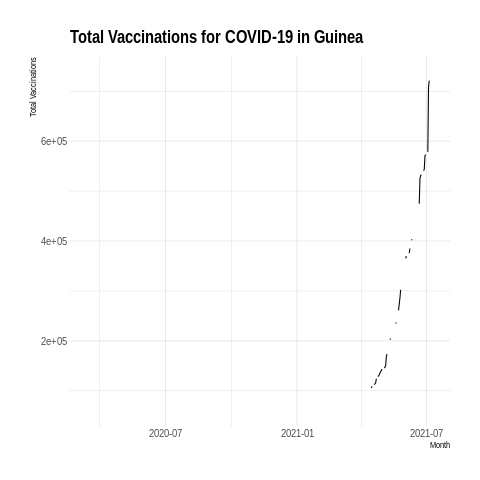 Total Vaccinations for COVID-19 in Guinea
Total Vaccinations
6e+05
4e+05
2e+05
2020-07
2021-01
2021-07
Month